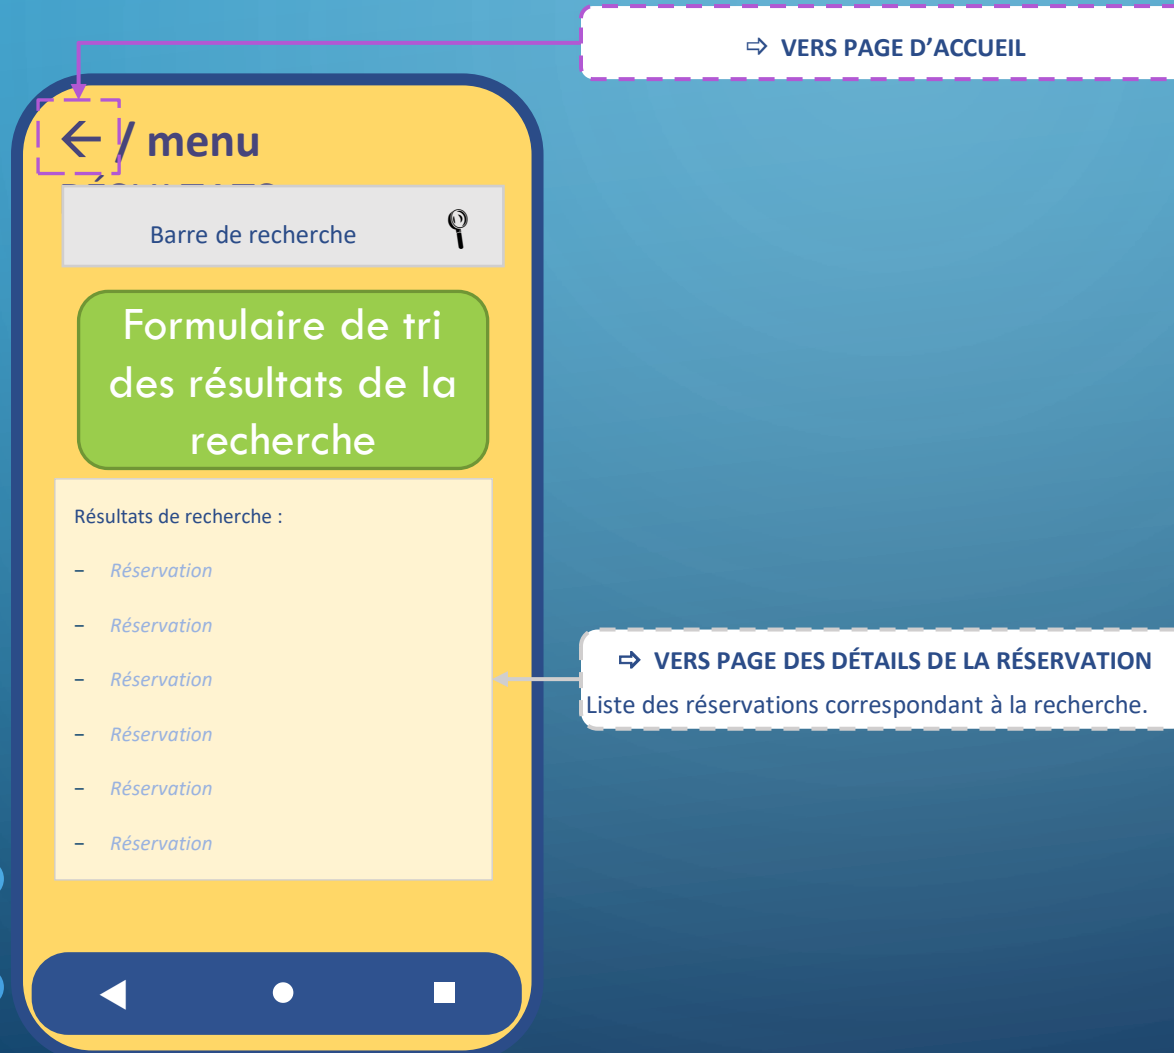 ⇨ VERS PAGE D’ACCUEIL
← / menu
Barre de recherche
Formulaire de tri
des résultats de la
recherche
Résultats de recherche :
– Réservation
– Réservation
– Réservation
– Réservation
– Réservation
– Réservation
⇨ VERS PAGE DES DÉTAILS DE LA RÉSERVATION
Liste des réservations correspondant à la recherche.